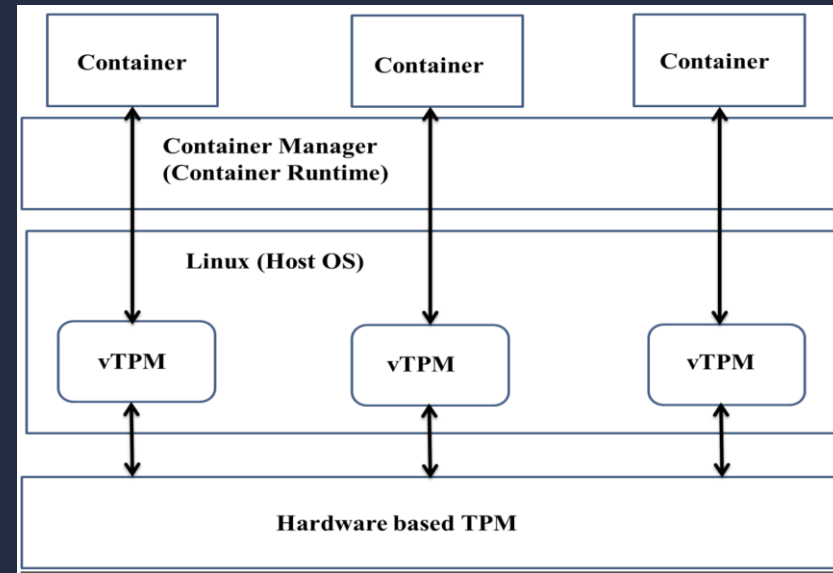 Container
Container
Container
Container Manager
(Container Runtime)
Linux (Host OS)
vTPM
vTPM
vTPM
Hardware based TPM